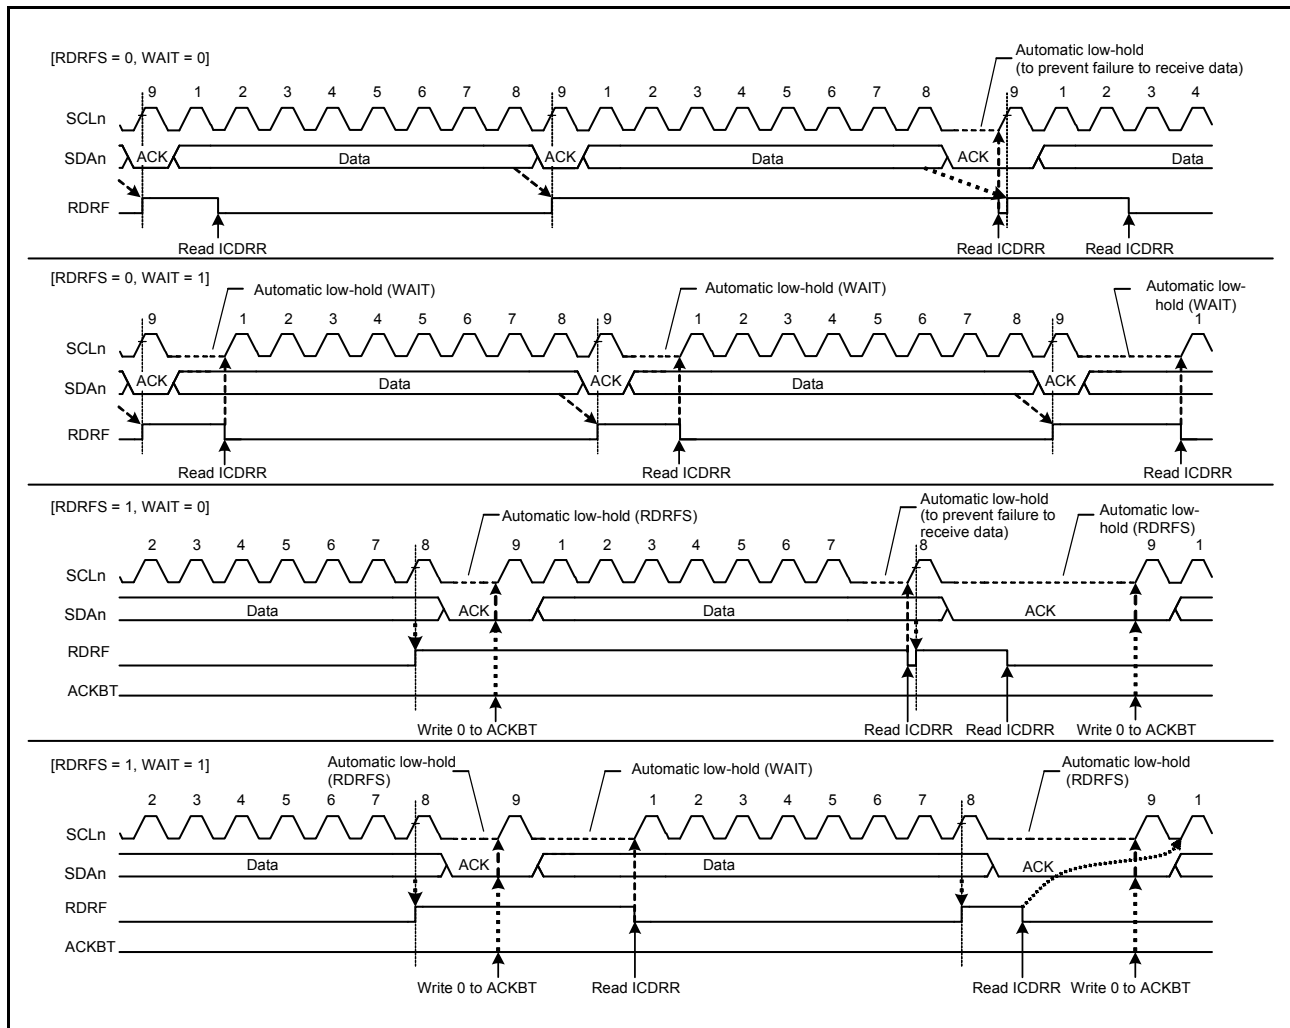 [RDRFS = 0, WAIT = 0]
Automatic low-hold
(to prevent failure to receive data)
9 1 2 3 4 5 6 7 8 9 1 2 3 4 5 6 7 8 9 1 2 3 4
SCLn
SDAn ACK Data ACK Data ACK Data
RDRF
Read ICDRR Read ICDRR Read ICDRR
[RDRFS = 0, WAIT = 1]
Automatic low-hold (WAIT) Automatic low-hold (WAIT) Automatic low-
hold (WAIT)
9 1 2 3 4 5 6 7 8 9 1 2 3 4 5 6 7 8 9 1
SCLn
SDAn ACK Data ACK Data ACK
RDRF
Read ICDRR Read ICDRR Read ICDRR
[RDRFS = 1, WAIT = 0]
Automatic low-hold (RDRFS)
Automatic low-hold
(to prevent failure to
receive data)
Automatic low-
hold (RDRFS)
2 3 4 5 6 7 8 9 1 2 3 4 5 6 7 8 9 1
SCLn
SDAn Data ACK Data ACK
RDRF
ACKBT
Write 0 to ACKBT Read ICDRR Read ICDRR Write 0 to ACKBT
[RDRFS = 1, WAIT = 1]
Automatic low-hold
(RDRFS)
Automatic low-hold (WAIT)
Automatic low-hold
(RDRFS)
2 3 4 5 6 7 8 9 1 2 3 4 5 6 7 8 9 1
SCLn
SDAn Data ACK Data ACK
RDRF
ACKBT
Write 0 to ACKBT Read ICDRR Read ICDRR Write 0 to ACKBT